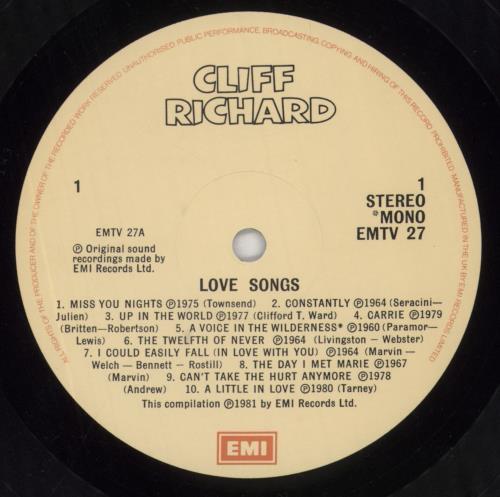 ALL RIGHTS OF THE PRODUCER AND OF THE OWNER OF THE RECORDED WORK RESERVED UNAUTHORISED PUBLIC PERFORMANCE, BROADCASTING, COPYING AND HIRING OF THIS RECORD PROHIBITED. MANUFACTURED IN THE UK BY EMI RECORDS LIMITED
CLIFF
RICHARD
1
1
STEREO
*MONO
EMTV 27
EMTV 27A
℗ Original sound
recordings made by
EMI Records Ltd.
LOVE SONGS
1. MISS YOU NIGHTS ℗1975 (Townsend) 2. CONSTANTLY ℗1964 (Seracini-
Julien) 3. UP IN THE WORLD ℗1977 (Clifford T. Ward) 4. CARRIE ℗1979
(Britten-Robertson) 5. A VOICE IN THE WILDERNESS* ℗1960 (Paramor-
Lewis) 6. THE TWELFTH OF NEVER ℗1964 (Livingston - Webster)
7. I COULD EASILY FALL (IN LOVE WITH YOU) ℗1964 (Marvin -
Welch - Bennett - Rostill) 8. THE DAY I MET MARIE ℗1967
(Marvin) 9. CAN'T TAKE THE HURT ANYMORE ℗1978
(Andrew) 10. A LITTLE IN LOVE ℗1980 (Tarney)
This compilation ℗1981 by EMI Records Ltd.
EMI